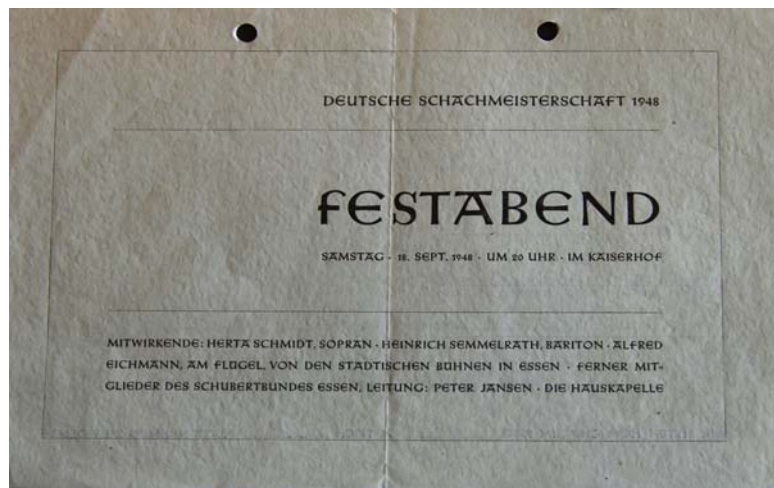 DEUTSCHE SCHACHMEISTERSCHAFT 1948
FESTABEND
SAMSTAG · 18. SEPT. 1948 · UM 20 UHR · IM KAISERHOF
MITWIRKENDE: HERTA SCHMIDT, SOPRAN · HEINRICH SEMMELRATH, BARITON · ALFRED
EICHMANN, AM FLÜGEL, VON DEN STÄDTISCHEN BÜHNEN IN ESSEN · FERNER MIT-
GLIEDER DES SCHUBERTBUNDES ESSEN, LEITUNG: PETER JANSEN · DIE HAUSKAPELLE